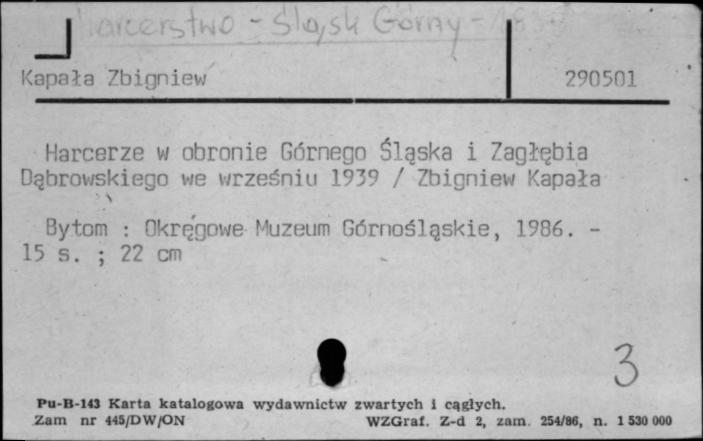 Harcerstwo - Śląsk Górny -
Kapała Zbigniew 290501
Harcerze w obronie Górnego Śląska i Zagłębia
Dąbrowskiego we wrześniu 1939 / Zbigniew Kapała
Bytom : Okręgowe Muzeum Górnośląskie, 1986. -
15 s. ; 22 cm
3
Pu-B-143 Karta katalogowa wydawnictw zwartych i cągłych.
Zam nr 445/DW/ON WZGraf. Z-d 2, zam. 254/86, n. 1 530 000